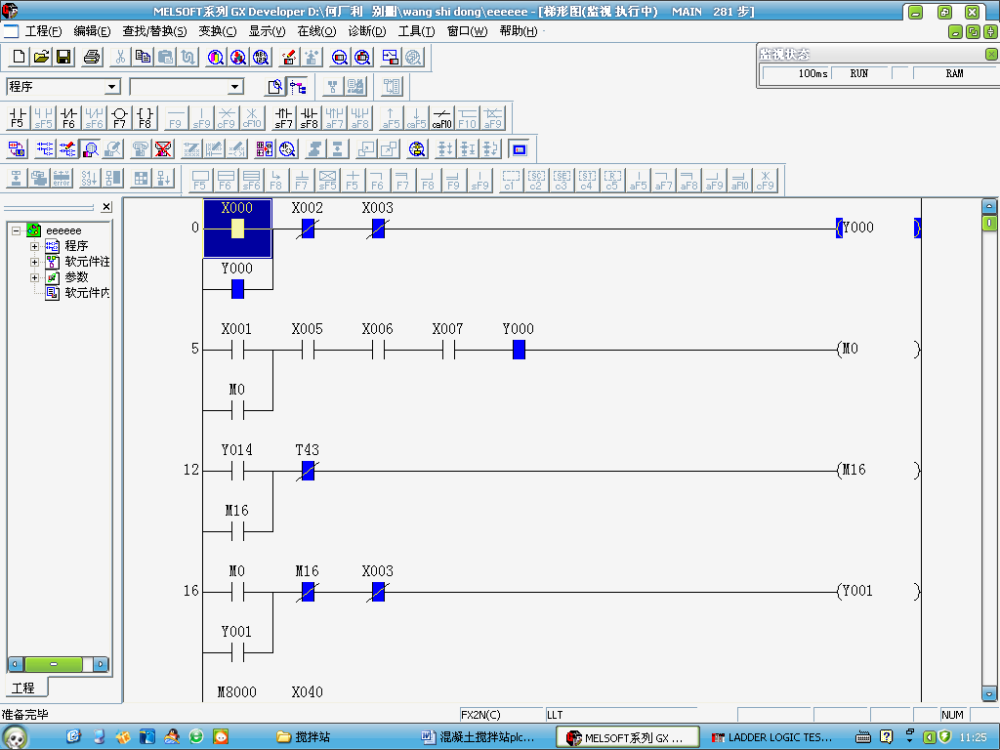 MELSOFT系列 GX Developer D:\何厂利 别删\wang shi dong\eeeeee - [梯形图(监视 执行中) MAIN 281 步]
工程(F) 编辑(E) 查找/替换(S) 变换(C) 显示(V) 在线(O) 诊断(D) 工具(T) 窗口(W) 帮助(H)
监视状态
100ms RUN RAM
程序
F5 sF5 F6 sF6 F7 F8 F9 sF9 cF9 cF10 sF7 sF8 aF7 aF8 aF5 caF5 caF10 F10 aF9
F5 F6 sF6 F8 F7 sF5 F5 F6 F7 F8 F9 sF9 c1 c2 c3 c4 c5 aF5 aF7 aF8 aF9 aF10 cF9
eeeeee
程序
软元件注
参数
软元件内
工程
X000 X002 X003
0 Y000
Y000
X001 X005 X006 X007 Y000
5 M0
M0
Y014 T43
12 M16
M16
M0 M16 X003
16 Y001
Y001
M8000 X040
准备完毕 FX2N(C) LLT NUM
搅拌站 混凝土搅拌站plc... MELSOFT系列 GX ... LADDER LOGIC TES... 11:25